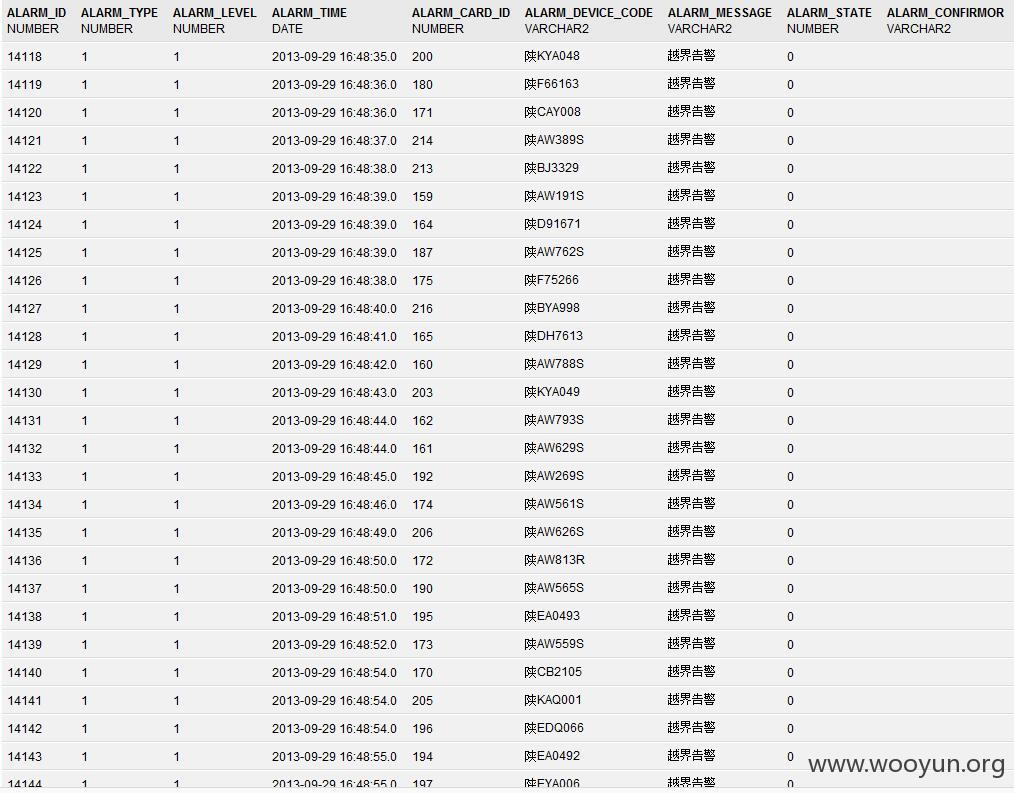 ALARM_ID ALARM_TYPE ALARM_LEVEL ALARM_TIME ALARM_CARD_ID ALARM_DEVICE_CODE ALARM_MESSAGE ALARM_STATE ALARM_CONFIRMOR
NUMBER NUMBER NUMBER DATE NUMBER VARCHAR2 VARCHAR2 NUMBER VARCHAR2
14118 1 1 2013-09-29 16:48:35.0 200 陕KYA048 越界告警 0
14119 1 1 2013-09-29 16:48:36.0 180 陕F66163 越界告警 0
14120 1 1 2013-09-29 16:48:36.0 171 陕CAY008 越界告警 0
14121 1 1 2013-09-29 16:48:37.0 214 陕AW389S 越界告警 0
14122 1 1 2013-09-29 16:48:38.0 213 陕BJ3329 越界告警 0
14123 1 1 2013-09-29 16:48:39.0 159 陕AW191S 越界告警 0
14124 1 1 2013-09-29 16:48:39.0 164 陕D91671 越界告警 0
14125 1 1 2013-09-29 16:48:39.0 187 陕AW762S 越界告警 0
14126 1 1 2013-09-29 16:48:38.0 175 陕F75266 越界告警 0
14127 1 1 2013-09-29 16:48:40.0 216 陕BYA998 越界告警 0
14128 1 1 2013-09-29 16:48:41.0 165 陕DH7613 越界告警 0
14129 1 1 2013-09-29 16:48:42.0 160 陕AW788S 越界告警 0
14130 1 1 2013-09-29 16:48:43.0 203 陕KYA049 越界告警 0
14131 1 1 2013-09-29 16:48:44.0 162 陕AW793S 越界告警 0
14132 1 1 2013-09-29 16:48:44.0 161 陕AW629S 越界告警 0
14133 1 1 2013-09-29 16:48:45.0 192 陕AW269S 越界告警 0
14134 1 1 2013-09-29 16:48:46.0 174 陕AW561S 越界告警 0
14135 1 1 2013-09-29 16:48:49.0 206 陕AW626S 越界告警 0
14136 1 1 2013-09-29 16:48:50.0 172 陕AW813R 越界告警 0
14137 1 1 2013-09-29 16:48:50.0 190 陕AW565S 越界告警 0
14138 1 1 2013-09-29 16:48:51.0 195 陕EA0493 越界告警 0
14139 1 1 2013-09-29 16:48:52.0 173 陕AW559S 越界告警 0
14140 1 1 2013-09-29 16:48:54.0 170 陕CB2105 越界告警 0
14141 1 1 2013-09-29 16:48:54.0 205 陕KAQ001 越界告警 0
14142 1 1 2013-09-29 16:48:54.0 196 陕EDQ066 越界告警 0
14143 1 1 2013-09-29 16:48:55.0 194 陕EA0492 越界告警 0
14144 1 1 2013-09-29 16:48:55.0 197 陕EYA006 越界告警 0
www.wooyun.org